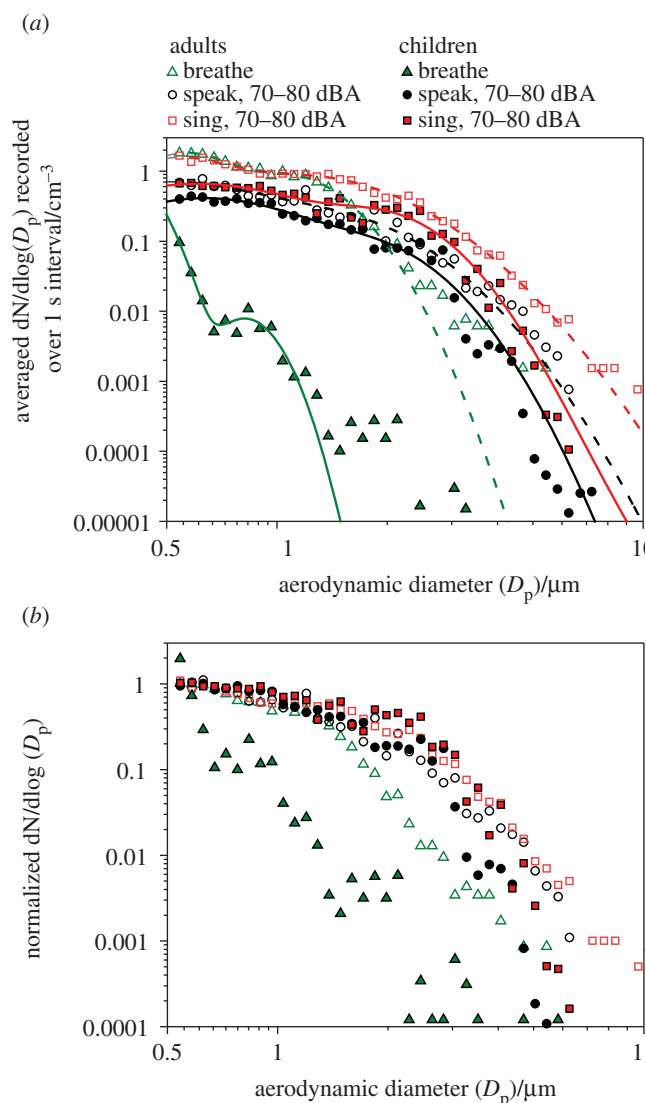 (a)
adults children
breathe breathe
speak, 70–80 dBA speak, 70–80 dBA
sing, 70–80 dBA sing, 70–80 dBA
averaged dN/dlog(Dp) recorded
over 1 s interval/cm–3
1
0.1
0.01
0.001
0.0001
0.00001
0.5 1 10
aerodynamic diameter (Dp)/μm
(b)
normalized dN/dlog (Dp)
1
0.1
0.01
0.001
0.0001
0.5 1 1
aerodynamic diameter (Dp)/μm